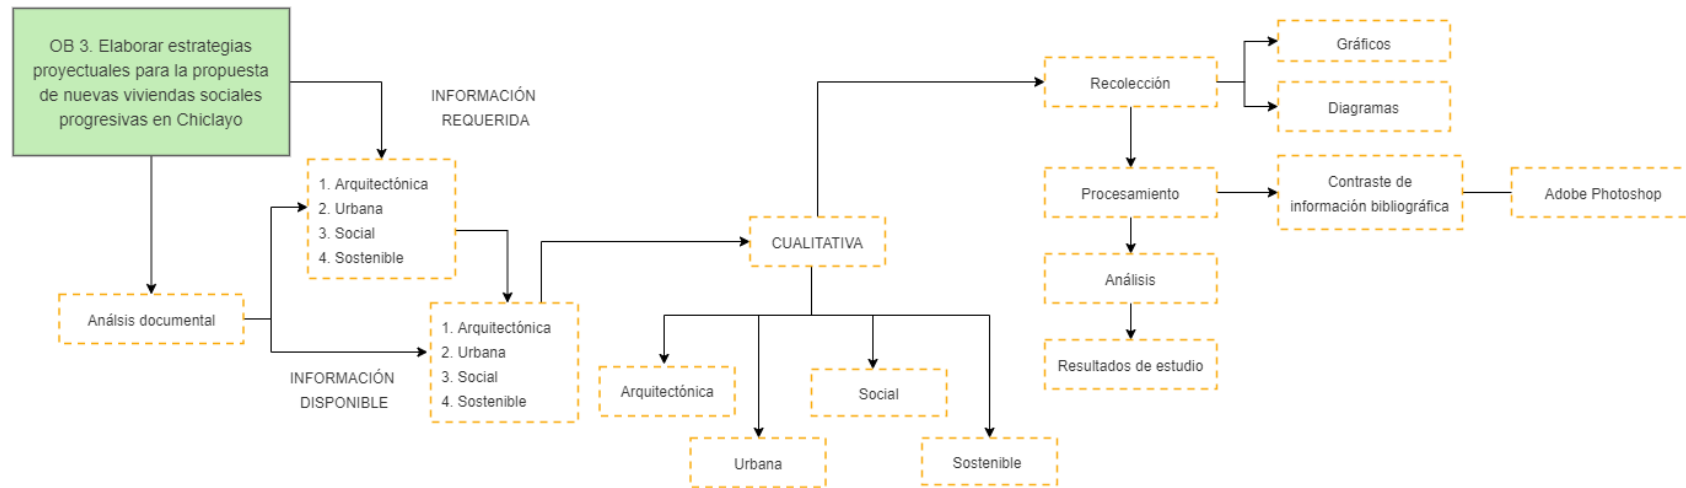 OB 3. Elaborar estrategias
proyectuales para la propuesta
de nuevas viviendas sociales
progresivas en Chiclayo
INFORMACIÓN
REQUERIDA
1. Arquitectónica
2. Urbana
3. Social
4. Sostenible
Análsis documental
INFORMACIÓN
DISPONIBLE
1. Arquitectónica
2. Urbana
3. Social
4. Sostenible
CUALITATIVA
Arquitectónica
Urbana
Social
Sostenible
Recolección
Gráficos
Diagramas
Procesamiento
Contraste de
información bibliográfica
Adobe Photoshop
Análisis
Resultados de estudio